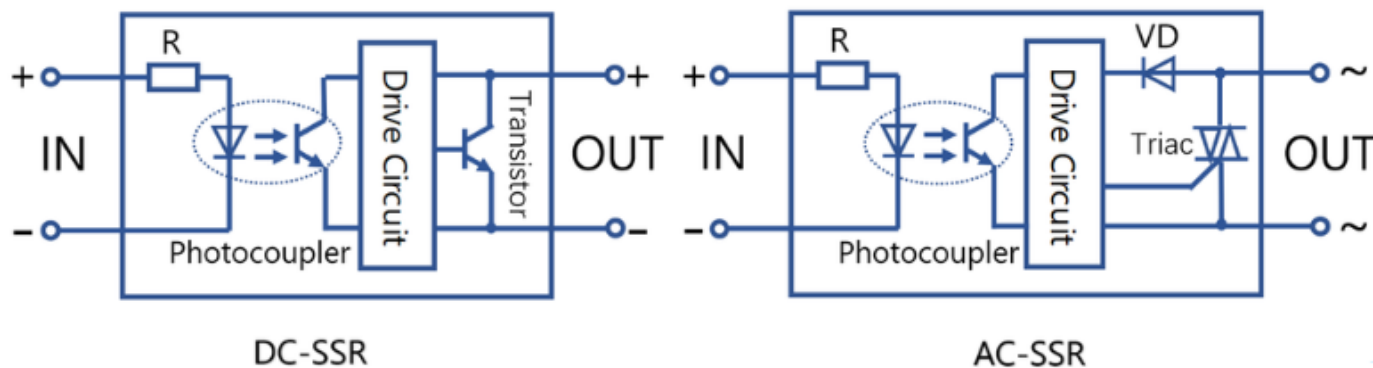 R
+
IN
-
Photocoupler
Drive Circuit
Transistor
+
OUT
-
DC-SSR
R
+
IN
-
Photocoupler
Drive Circuit
VD
Triac
~
OUT
~
AC-SSR